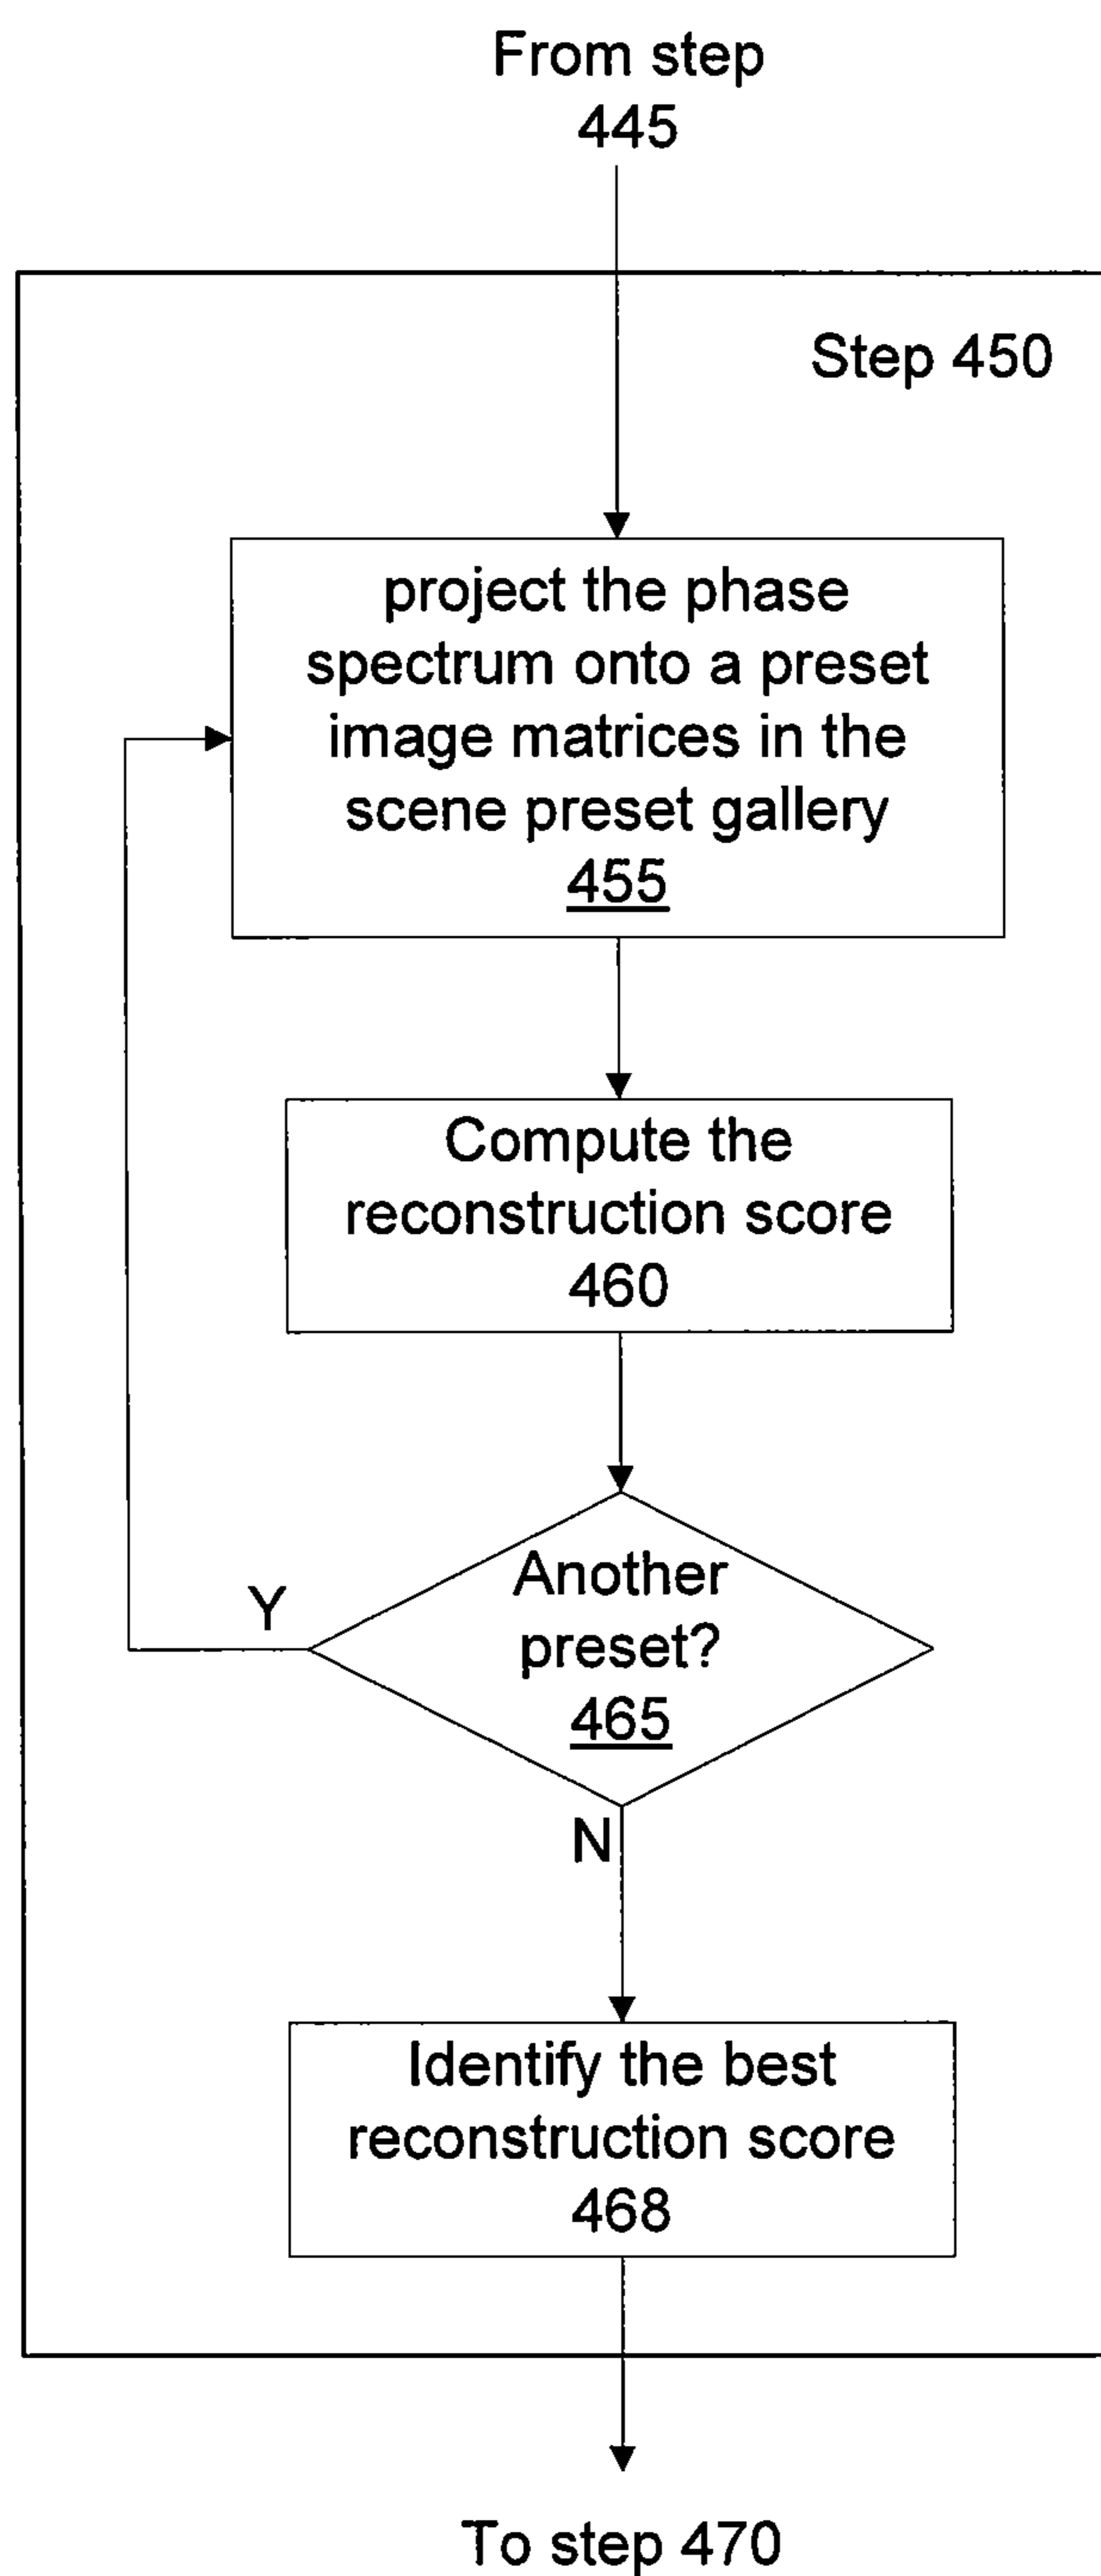 From step
445
Step 450
project the phase
spectrum onto a preset
image matrices in the
scene preset gallery
455
Compute the
reconstruction score
460
Another
preset?
465
Y
N
Identify the best
reconstruction score
468
To step 470